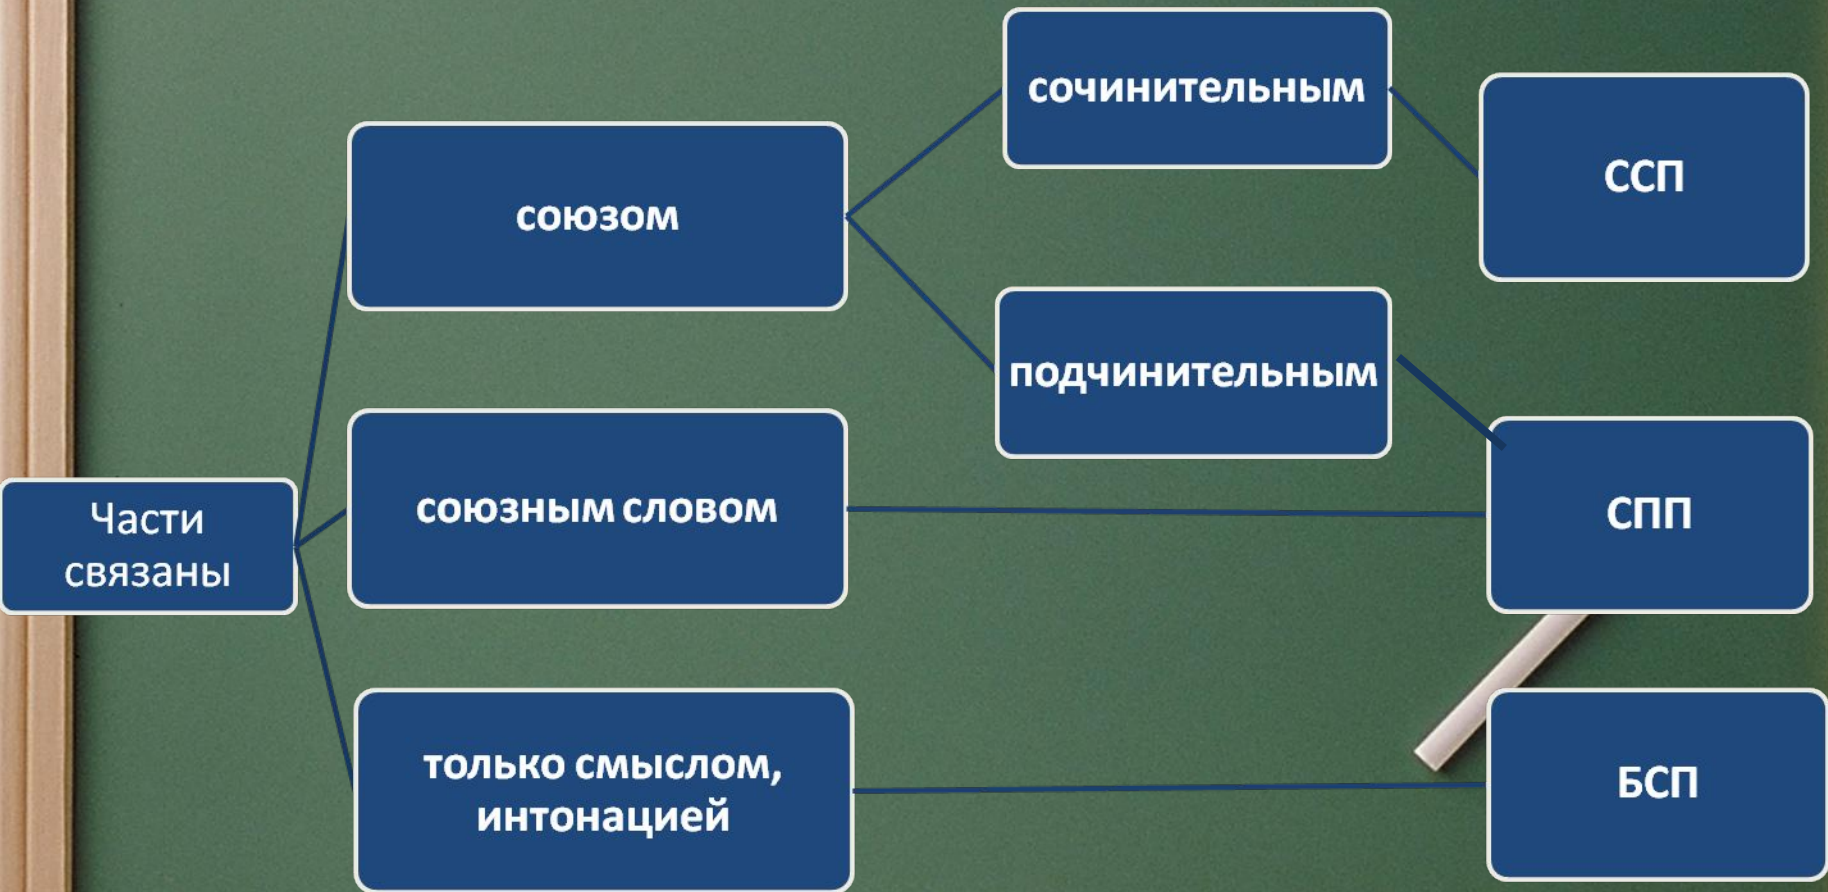 сочинительным
ССП
союзом
подчинительным
союзным словом
СПП
Части
связаны
только смыслом,
интонацией
БСП